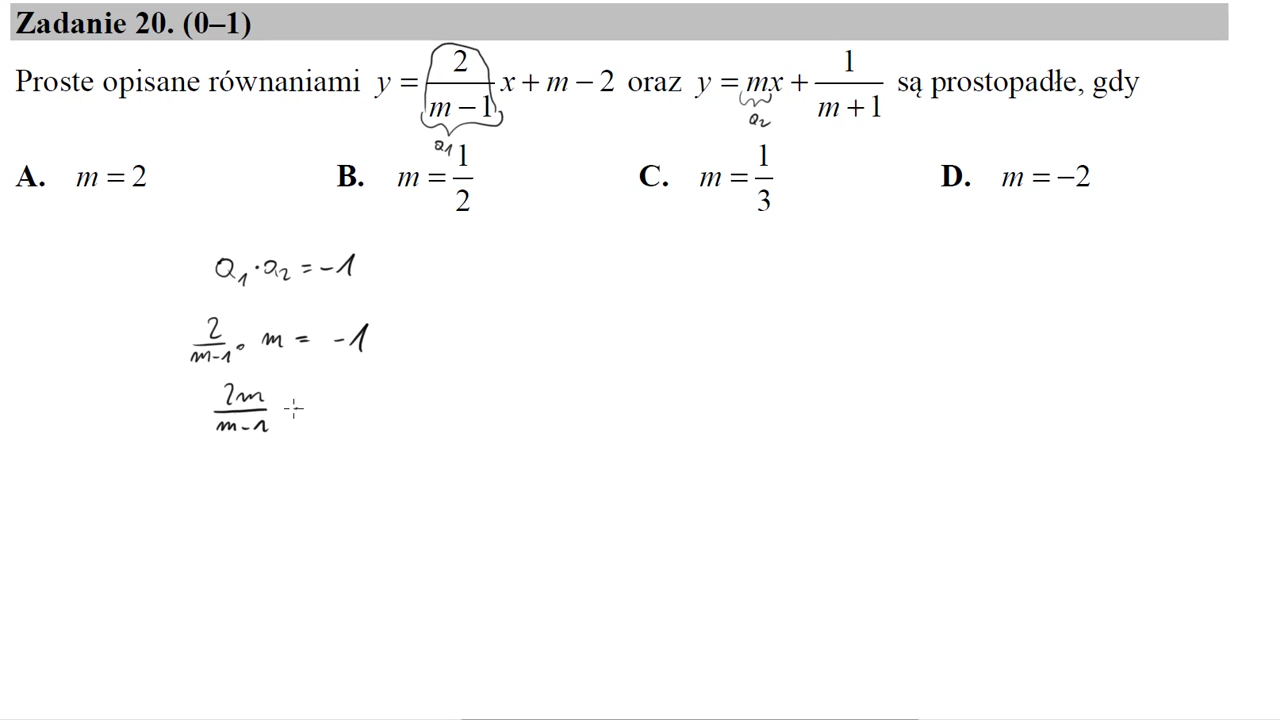 Zadanie 20. (0–1)
Proste opisane równaniami y = 2/(m − 1) x + m − 2 oraz y = mx + 1/(m + 1) są prostopadłe, gdy
a₁ a₂
A. m = 2 B. m = 1/2 C. m = 1/3 D. m = −2
a₁ · a₂ = −1
2/(m−1) · m = −1
2m/(m−1)